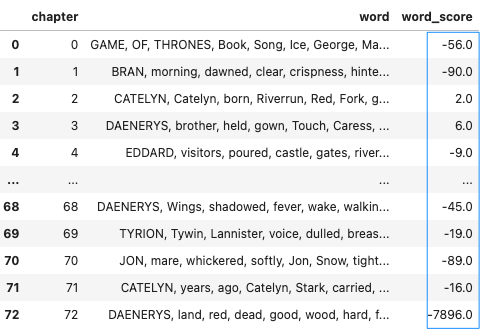 chapter word word_score
0 0 GAME, OF, THRONES, Book, Song, Ice, George, Ma... -56.0
1 1 BRAN, morning, dawned, clear, crispness, hinte... -90.0
2 2 CATELYN, Catelyn, born, Riverrun, Red, Fork, g... 2.0
3 3 DAENERYS, brother, held, gown, Touch, Caress, ... 6.0
4 4 EDDARD, visitors, poured, castle, gates, river... -9.0
... ... ... ...
68 68 DAENERYS, Wings, shadowed, fever, wake, walkin... -45.0
69 69 TYRION, Tywin, Lannister, voice, dulled, breas... -19.0
70 70 JON, mare, whickered, softly, Jon, Snow, tight... -89.0
71 71 CATELYN, years, ago, Catelyn, Stark, carried, ... -16.0
72 72 DAENERYS, land, red, dead, good, wood, hard, f... -7896.0